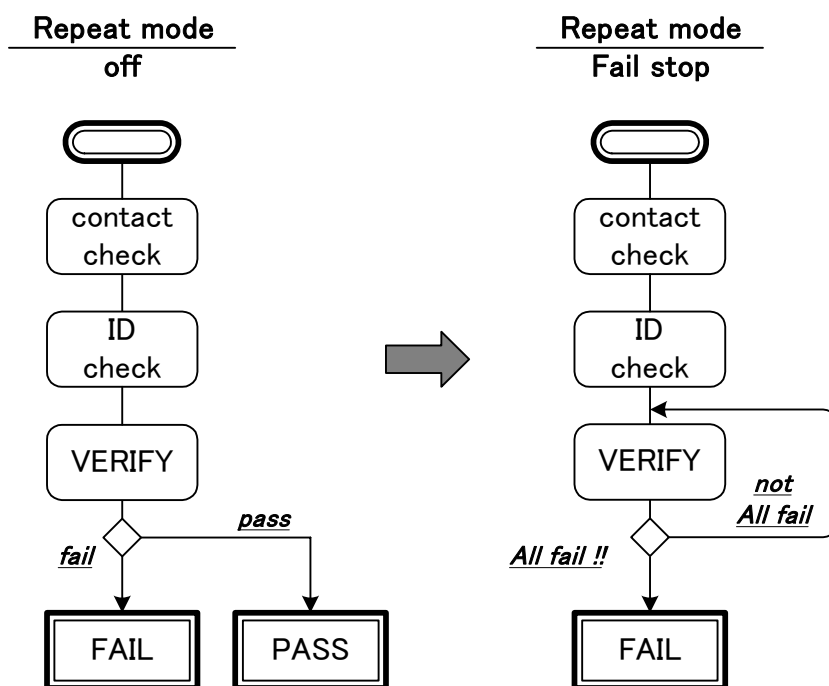 Repeat mode
off
contact
check
ID
check
VERIFY
pass
fail
FAIL
PASS
Repeat mode
Fail stop
contact
check
ID
check
VERIFY
not
All fail
All fail !!
FAIL